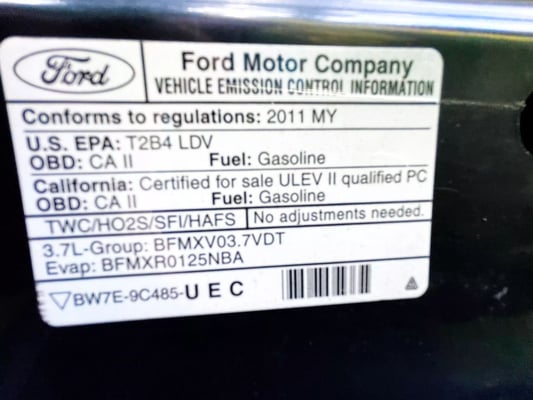 Ford
Ford Motor Company
VEHICLE EMISSION CONTROL INFORMATION
Conforms to regulations: 2011 MY
U.S. EPA: T2B4 LDV
OBD: CA II Fuel: Gasoline
California: Certified for sale ULEV II qualified PC
OBD: CA II Fuel: Gasoline
TWC/HO2S/SFI/HAFS No adjustments needed.
3.7L-Group: BFMXV03.7VDT
Evap: BFMXR0125NBA
BW7E-9C485-U E C